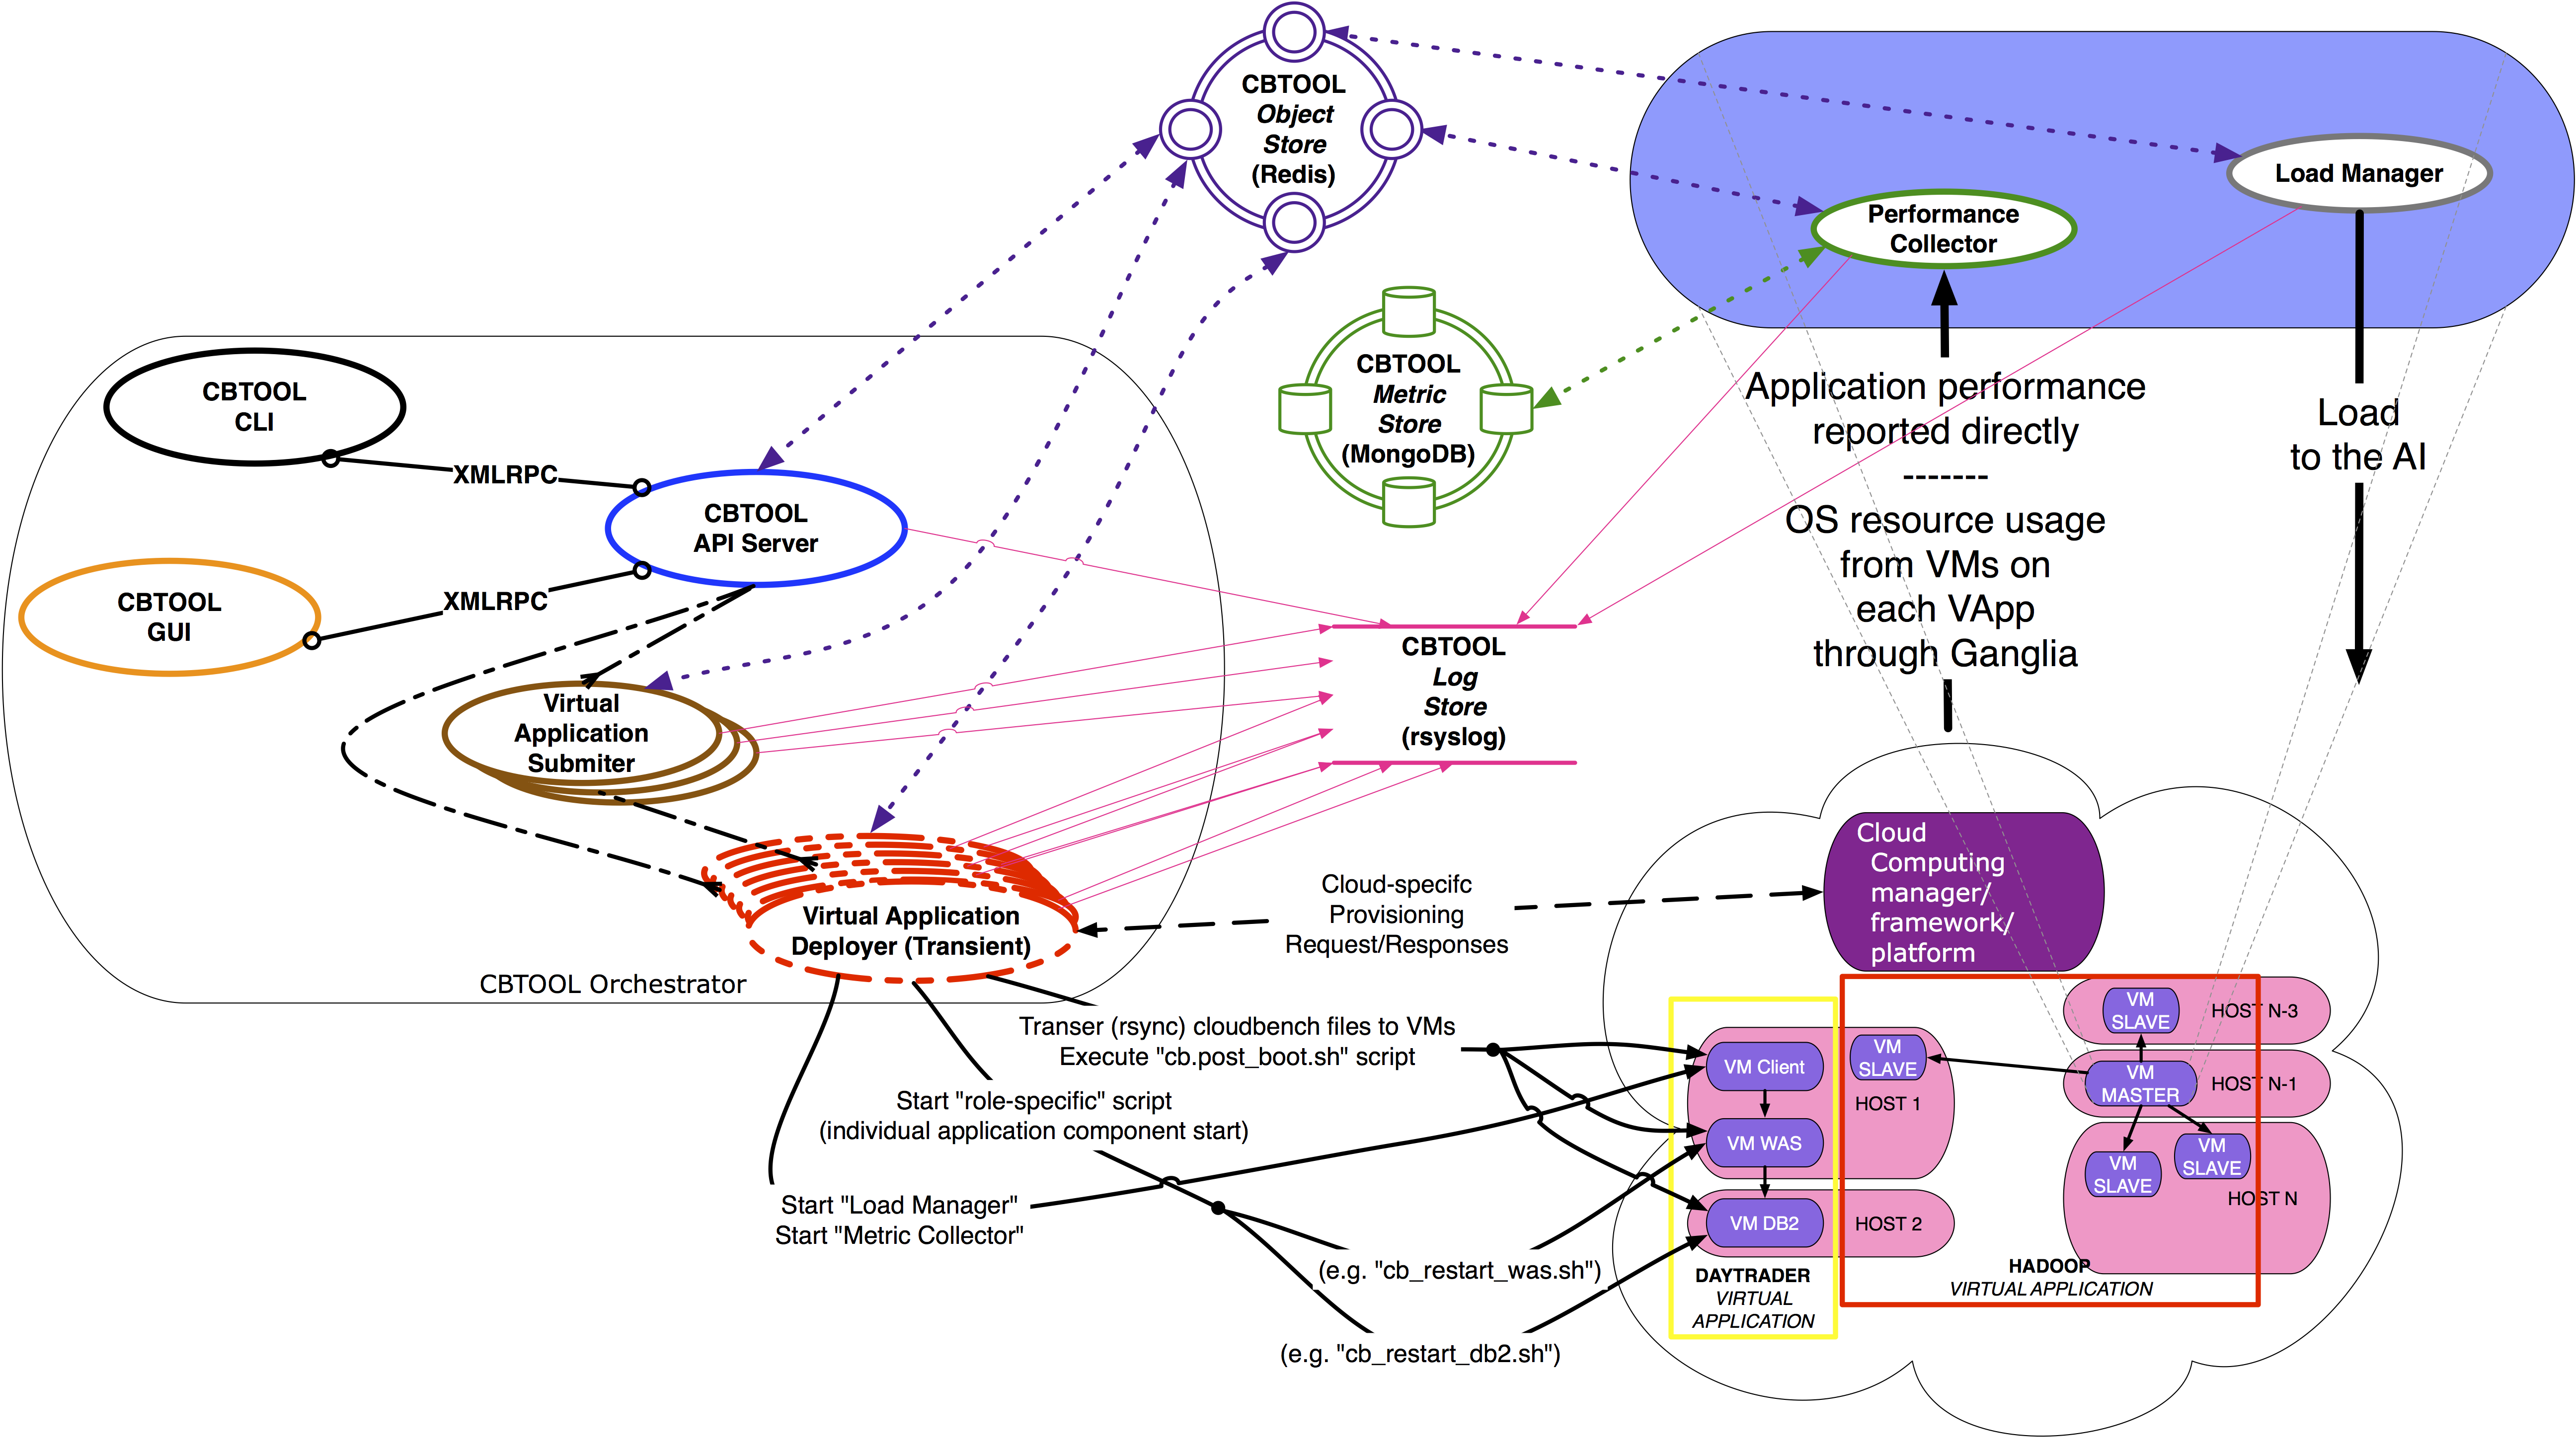 CBTOOL
Object
Store
(Redis)
Load Manager
Performance
Collector
CBTOOL
Metric
Store
(MongoDB)
CBTOOL
CLI
XMLRPC
CBTOOL
API Server
CBTOOL
GUI
XMLRPC
Application performance
reported directly
-------
OS resource usage
from VMs on
each VApp
through Ganglia
Load
to the AI
CBTOOL
Log
Store
(rsyslog)
Virtual
Application
Submiter
Virtual Application
Deployer (Transient)
CBTOOL Orchestrator
Cloud-specifc
Provisioning
Request/Responses
Cloud
Computing
manager/
framework/
platform
Transer (rsync) cloudbench files to VMs
Execute "cb.post_boot.sh" script
Start "role-specific" script
(individual application component start)
Start "Load Manager"
Start "Metric Collector"
(e.g. "cb_restart_was.sh")
(e.g. "cb_restart_db2.sh")
VM Client
VM WAS
VM DB2
VM
SLAVE
HOST 1
HOST 2
VM
SLAVE
HOST N-3
VM
MASTER
HOST N-1
VM
SLAVE
VM
SLAVE
HOST N
DAYTRADER
VIRTUAL
APPLICATION
HADOOP
VIRTUAL APPLICATION